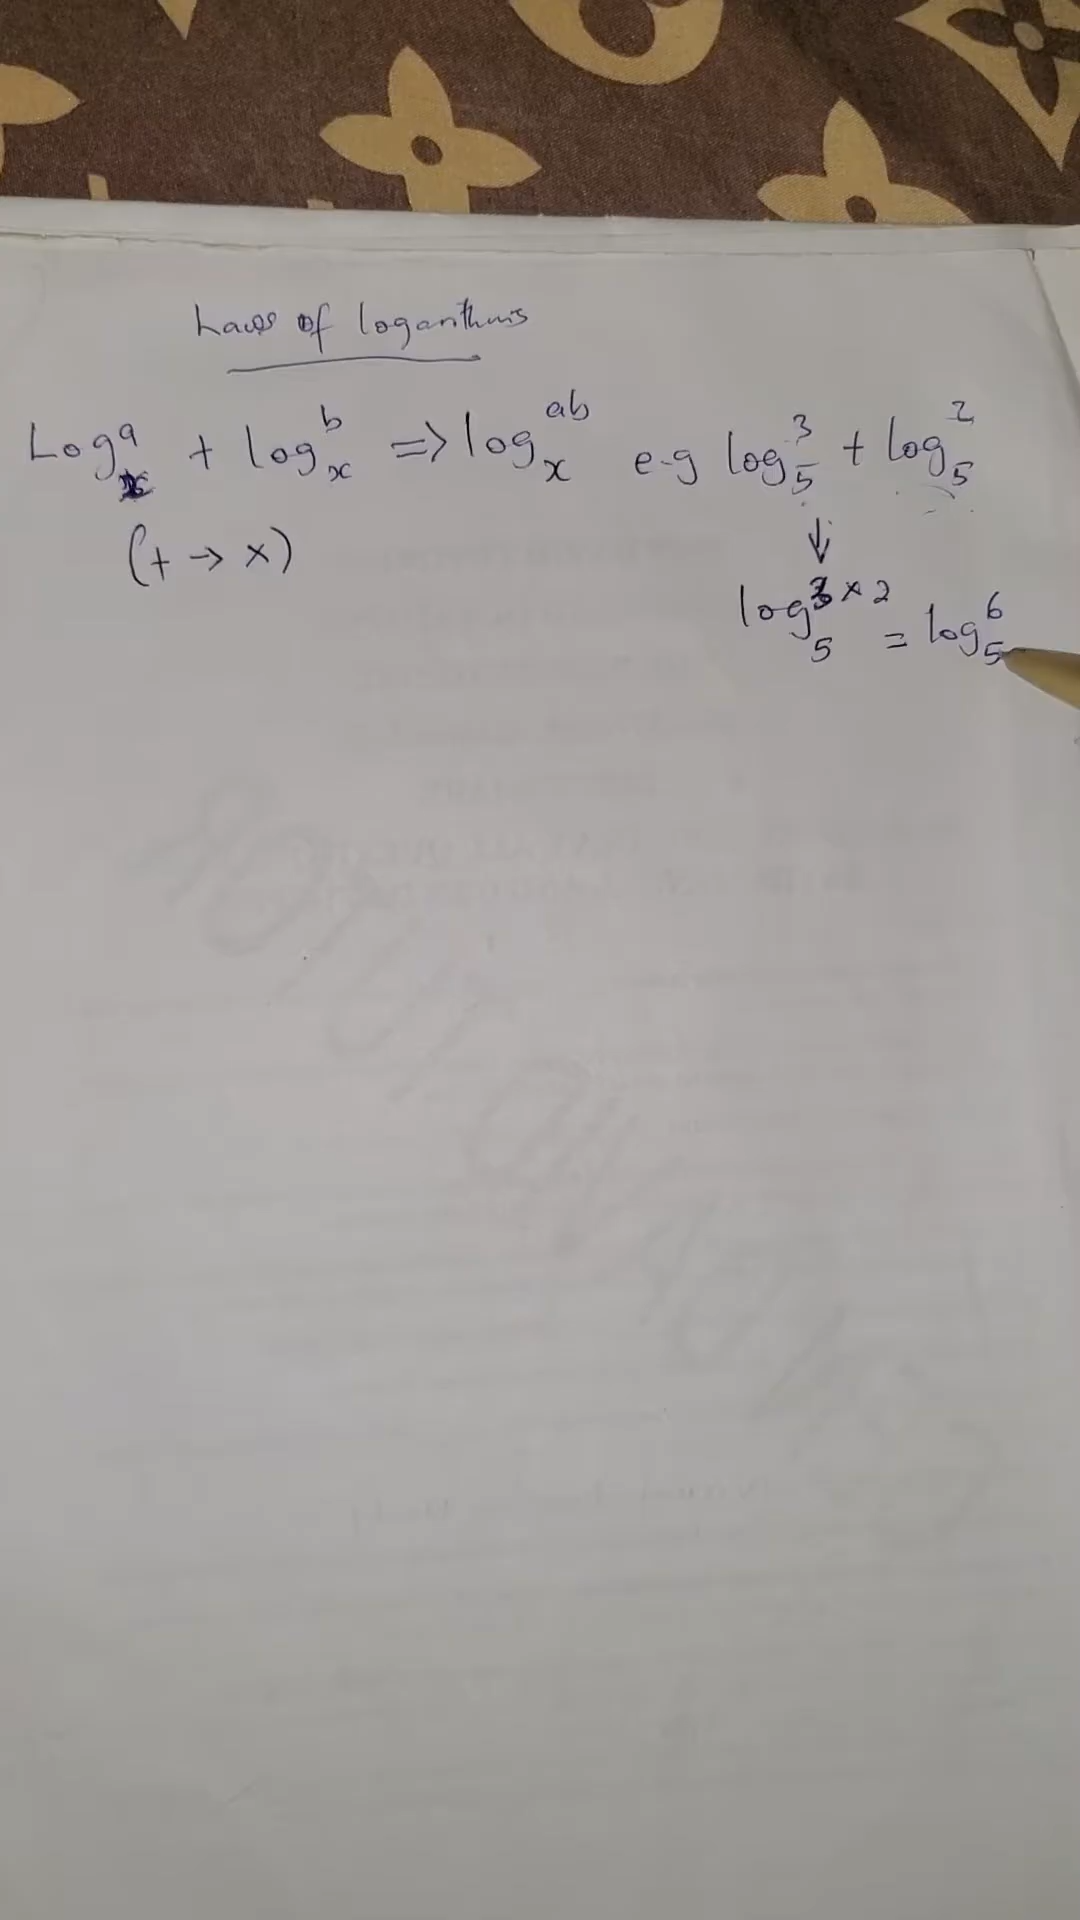 Laws of logarithms
Log a x + log b x => log ab x e.g log 3 5 + log 2 5
(+ → x) ↓
log 3 x 2 5 = log 6 5